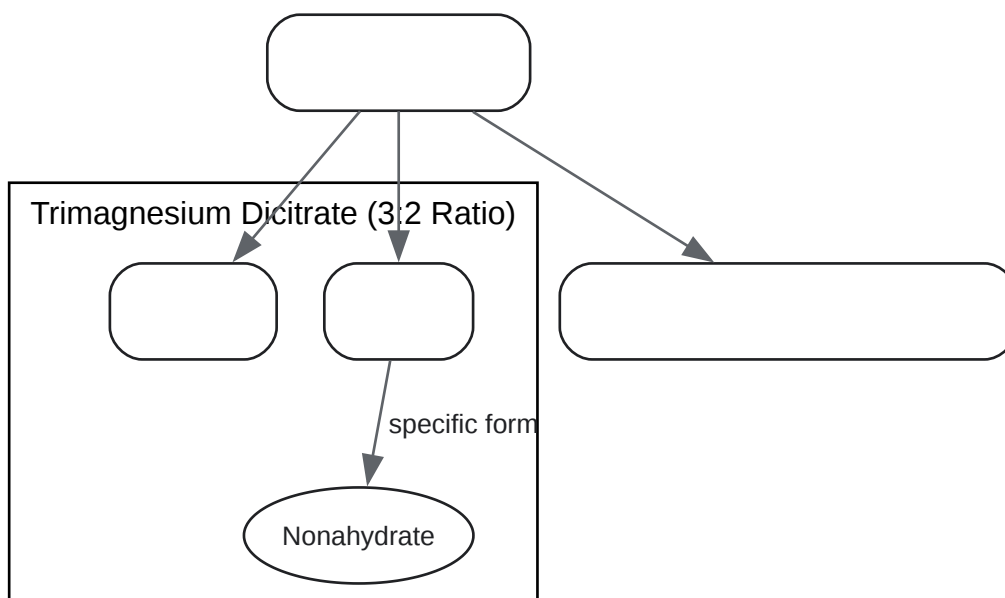 Trimagnesium Dicitrate (3:2 Ratio)
specific form
Nonahydrate